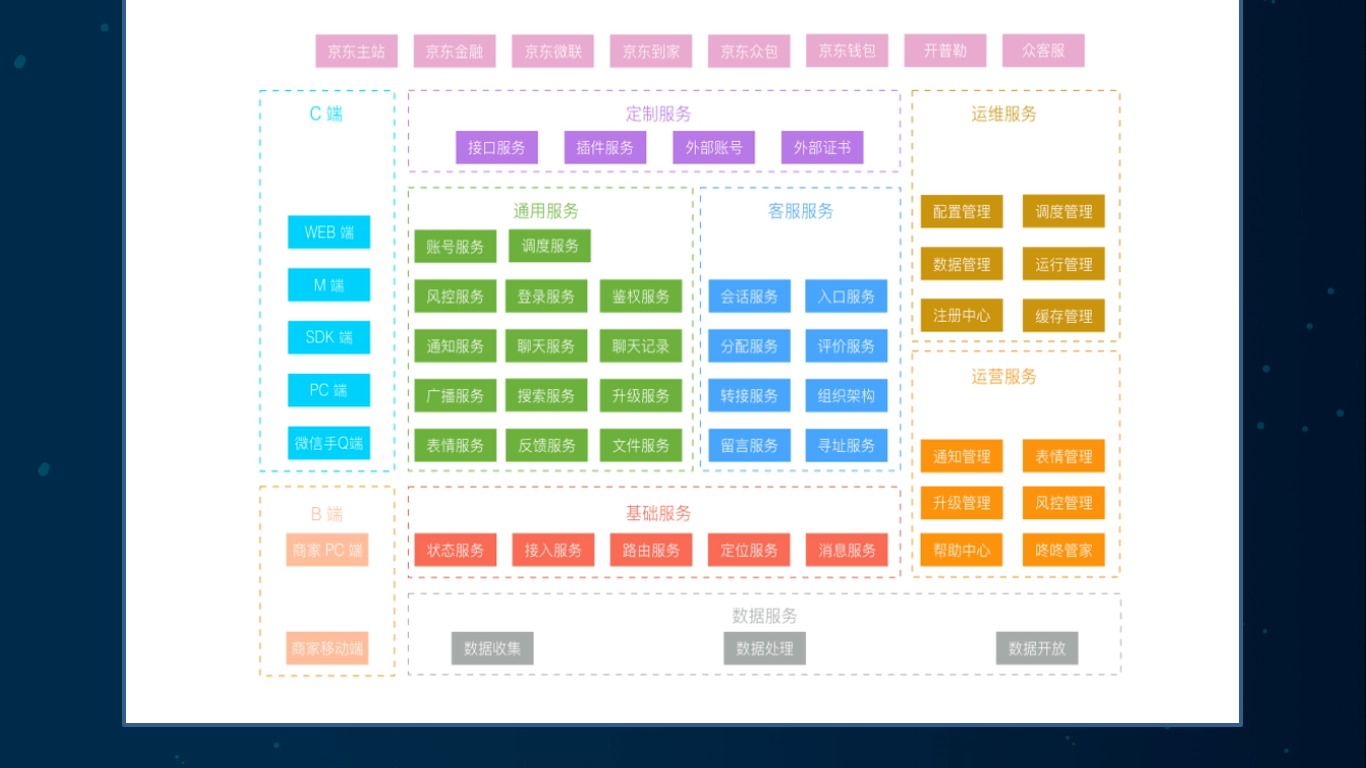 京东主站 京东金融 京东微联 京东到家 京东众包 京东钱包 开普勒 众客服
C 端
WEB 端
M 端
SDK 端
PC 端
微信手Q端
B 端
商家 PC 端
商家移动端
定制服务
接口服务 插件服务 外部账号 外部证书
通用服务
账号服务 调度服务
风控服务 登录服务 鉴权服务
通知服务 聊天服务 聊天记录
广播服务 搜索服务 升级服务
表情服务 反馈服务 文件服务
客服服务
会话服务 入口服务
分配服务 评价服务
转接服务 组织架构
留言服务 寻址服务
基础服务
状态服务 接入服务 路由服务 定位服务 消息服务
运维服务
配置管理 调度管理
数据管理 运行管理
注册中心 缓存管理
运营服务
通知管理 表情管理
升级管理 风控管理
帮助中心 咚咚管家
数据服务
数据收集 数据处理 数据开放